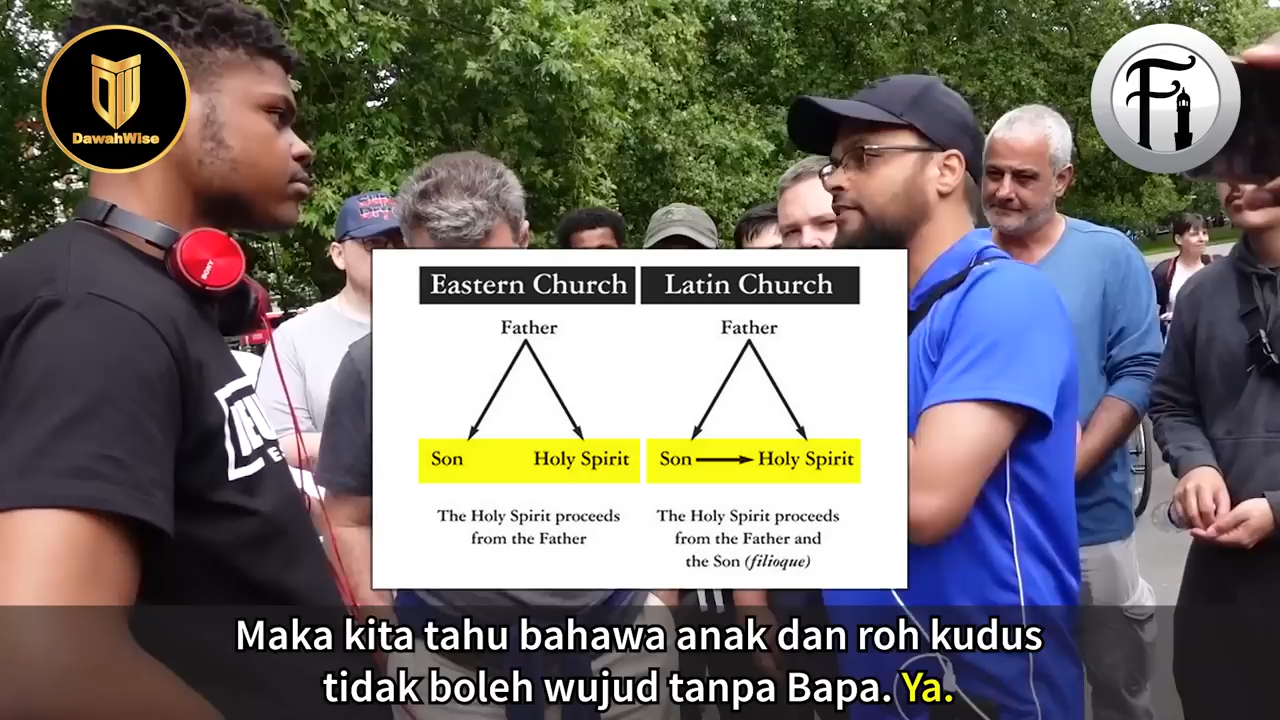 DawahWise
Fi
SONY
Eastern Church
Latin Church
Father
Father
Son
Holy Spirit
Son
Holy Spirit
The Holy Spirit proceeds
from the Father
The Holy Spirit proceeds
from the Father and
the Son (filioque)
Maka kita tahu bahawa anak dan roh kudus
tidak boleh wujud tanpa Bapa. Ya.